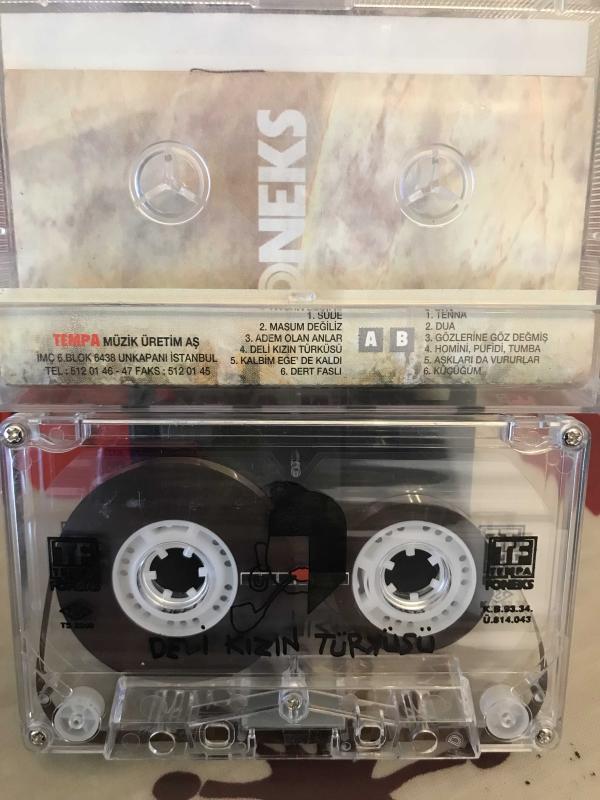 FONEKS
TEMPA MÜZİK ÜRETİM AŞ
İMÇ 6.BLOK 6438 UNKAPANI İSTANBUL
TEL : 512 01 46 - 47 FAKS : 512 01 45
1. SUDE
2. MASUM DEĞİLİZ
3. ADEM OLAN ANLAR
4. DELİ KIZIN TÜRKÜSÜ
5. KALBİM EGE' DE KALDI
6. DERT FASLI
A B
1. TENNA
2. DUA
3. GÖZLERİNE GÖZ DEĞMİŞ
4. HOMİNİ, PUFİDİ, TUMBA
5. AŞKLARI DA VURURLAR
6. KÜÇÜĞÜM
TF
TEMPA
FONEKS
TF
TEMPA
FONEKS
K.B.93.34.
Ü.814.043
DELİ KIZIN TÜRKÜSÜ